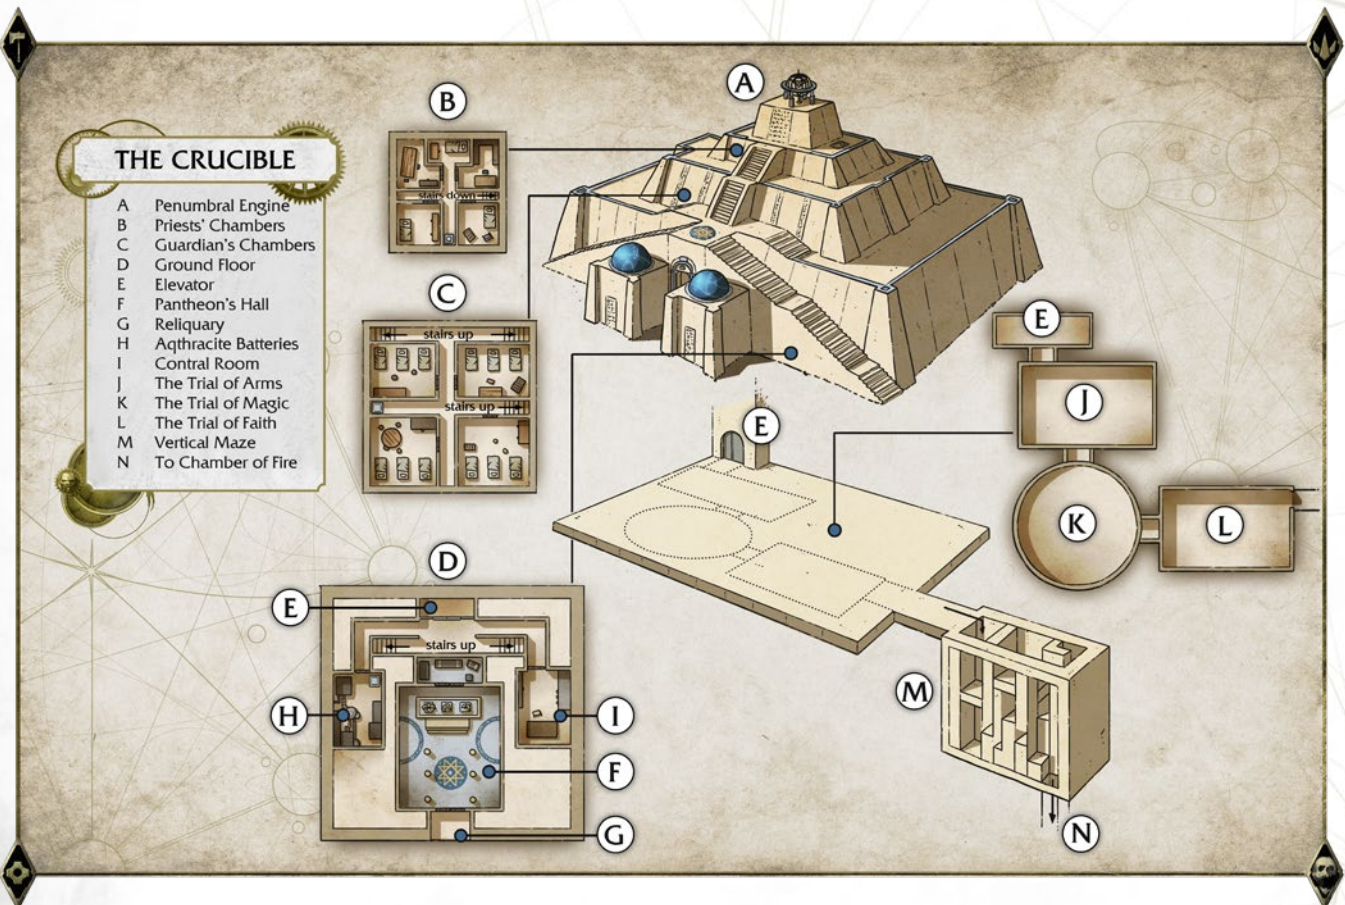 THE CRUCIBLE
A Penumbral Engine
B Priests' Chambers
C Guardian's Chambers
D Ground Floor
E Elevator
F Pantheon's Hall
G Reliquary
H Aqthracite Batteries
I Contral Room
J The Trial of Arms
K The Trial of Magic
L The Trial of Faith
M Vertical Maze
N To Chamber of Fire
B
stairs down
C
stairs up
stairs up
D
E
stairs up
H
I
F
G
A
E
E
J
K
L
M
N